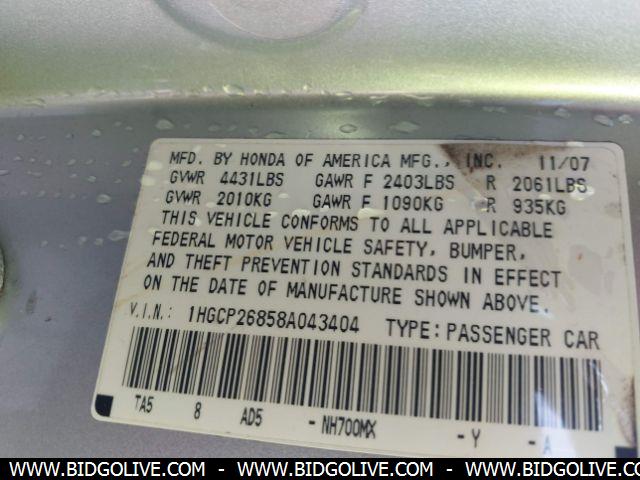 MFD. BY HONDA OF AMERICA MFG., INC. 11/07
GVWR 4431LBS GAWR F 2403LBS R 2061LBS
GVWR 2010KG GAWR F 1090KG R 935KG
THIS VEHICLE CONFORMS TO ALL APPLICABLE
FEDERAL MOTOR VEHICLE SAFETY, BUMPER,
AND THEFT PREVENTION STANDARDS IN EFFECT
ON THE DATE OF MANUFACTURE SHOWN ABOVE.
V.I.N.: 1HGCP26858A043404 TYPE: PASSENGER CAR
TA5 8 AD5 -NH700MX -Y -A
WWW.BIDGOLIVE.COM - WWW.BIDGOLIVE.COM - WWW.BIDGOLIVE.COM